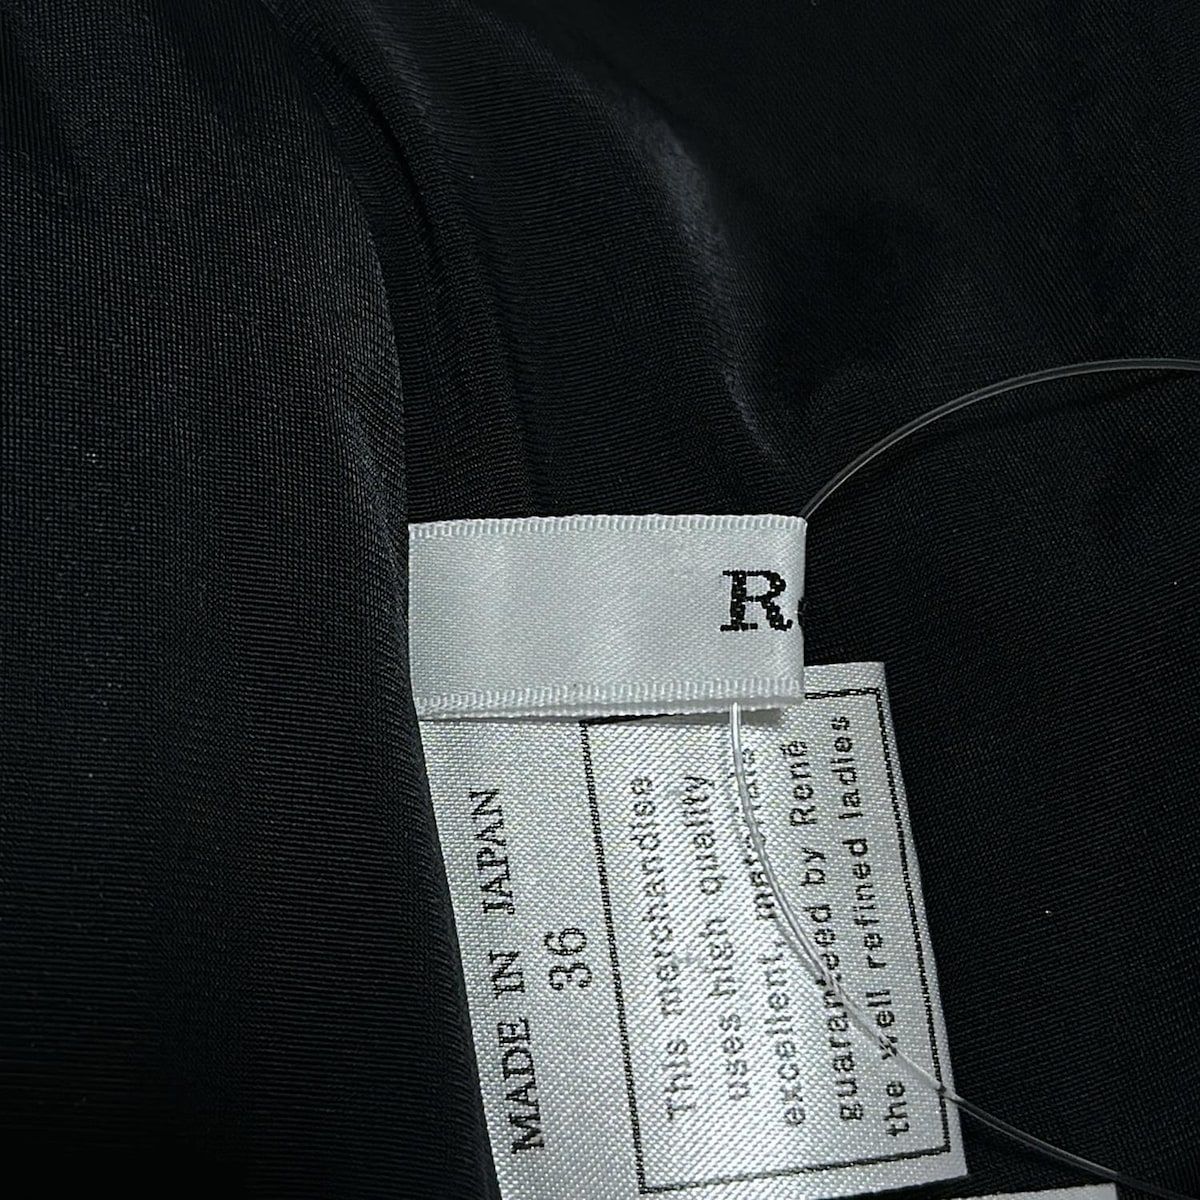 R
MADE IN JAPAN
36
This merchandise
uses high quality
excellent materials
guaranteed by René
the well refined ladies